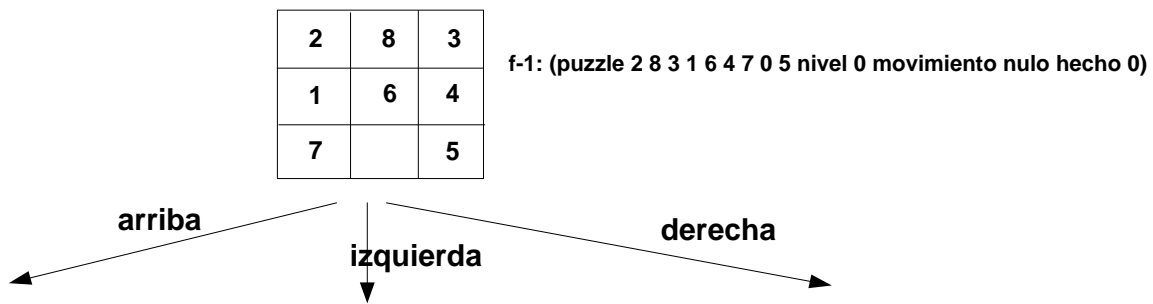 2 8 3
f-1: (puzzle 2 8 3 1 6 4 7 0 5 nivel 0 movimiento nulo hecho 0)
1 6 4
7 5
arriba
izquierda
derecha